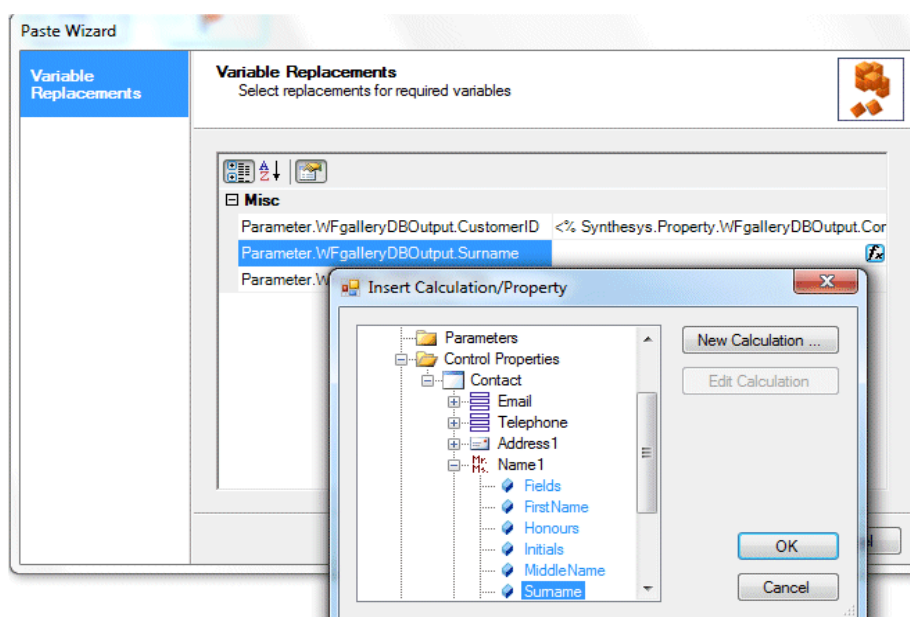 Paste Wizard
Variable
Replacements
Variable Replacements
Select replacements for required variables
Misc
Parameter.WFgalleryDBOutput.CustomerID <% Synthesys.Property.WFgalleryDBOutput.Cor
Parameter.WFgalleryDBOutput.Surname
Parameter.W
Insert Calculation/Property
Parameters
Control Properties
Contact
Email
Telephone
Address1
Name1
Fields
FirstName
Honours
Initials
MiddleName
Surname
New Calculation ...
Edit Calculation
OK
Cancel